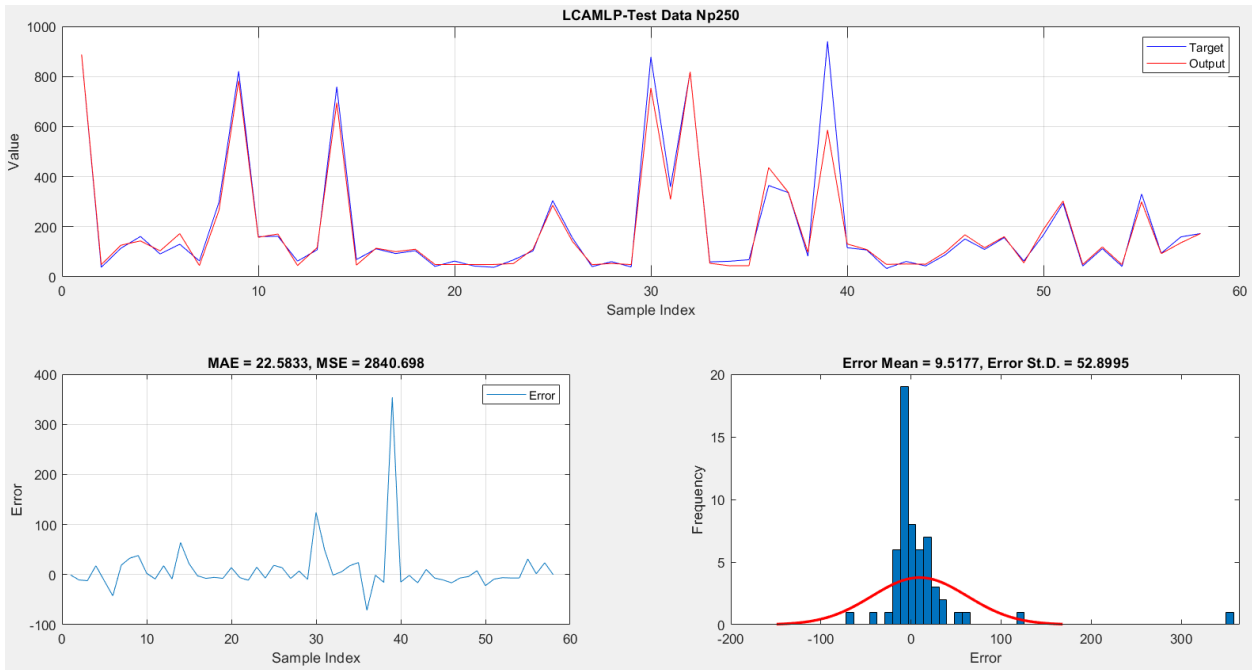 LCAMLP-Test Data Np250
1000
800
600
400
200
0
Value
Target
Output
0 10 20 30 40 50 60
Sample Index
MAE = 22.5833, MSE = 2840.698
400
300
200
100
0
-100
Error
Error
0 10 20 30 40 50 60
Sample Index
Error Mean = 9.5177, Error St.D. = 52.8995
20
15
10
5
0
Frequency
-200 -100 0 100 200 300
Error